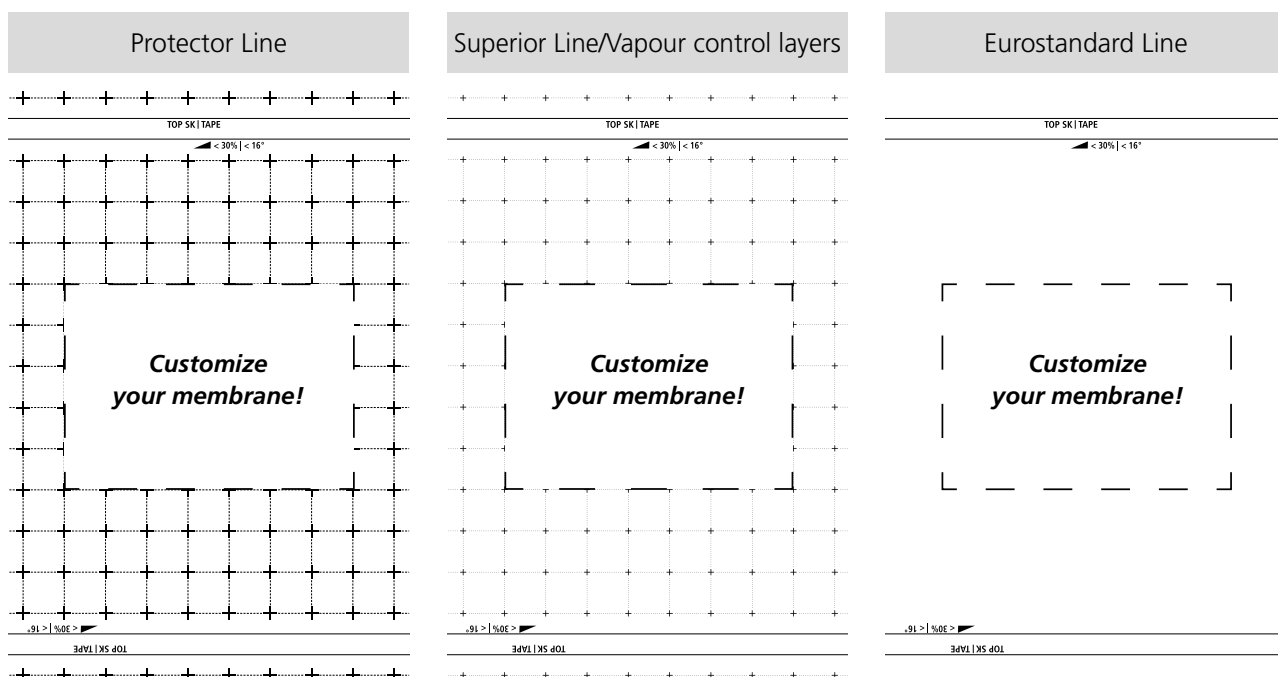 Protector Line
Superior Line/Vapour control layers
Eurostandard Line
TOP SK | TAPE
TOP SK | TAPE
TOP SK | TAPE
< 30% | < 16°
< 30% | < 16°
< 30% | < 16°
Customize
your membrane!
Customize
your membrane!
Customize
your membrane!
< 30% | < 16°
< 30% | < 16°
< 30% | < 16°
TOP SK | TAPE
TOP SK | TAPE
TOP SK | TAPE